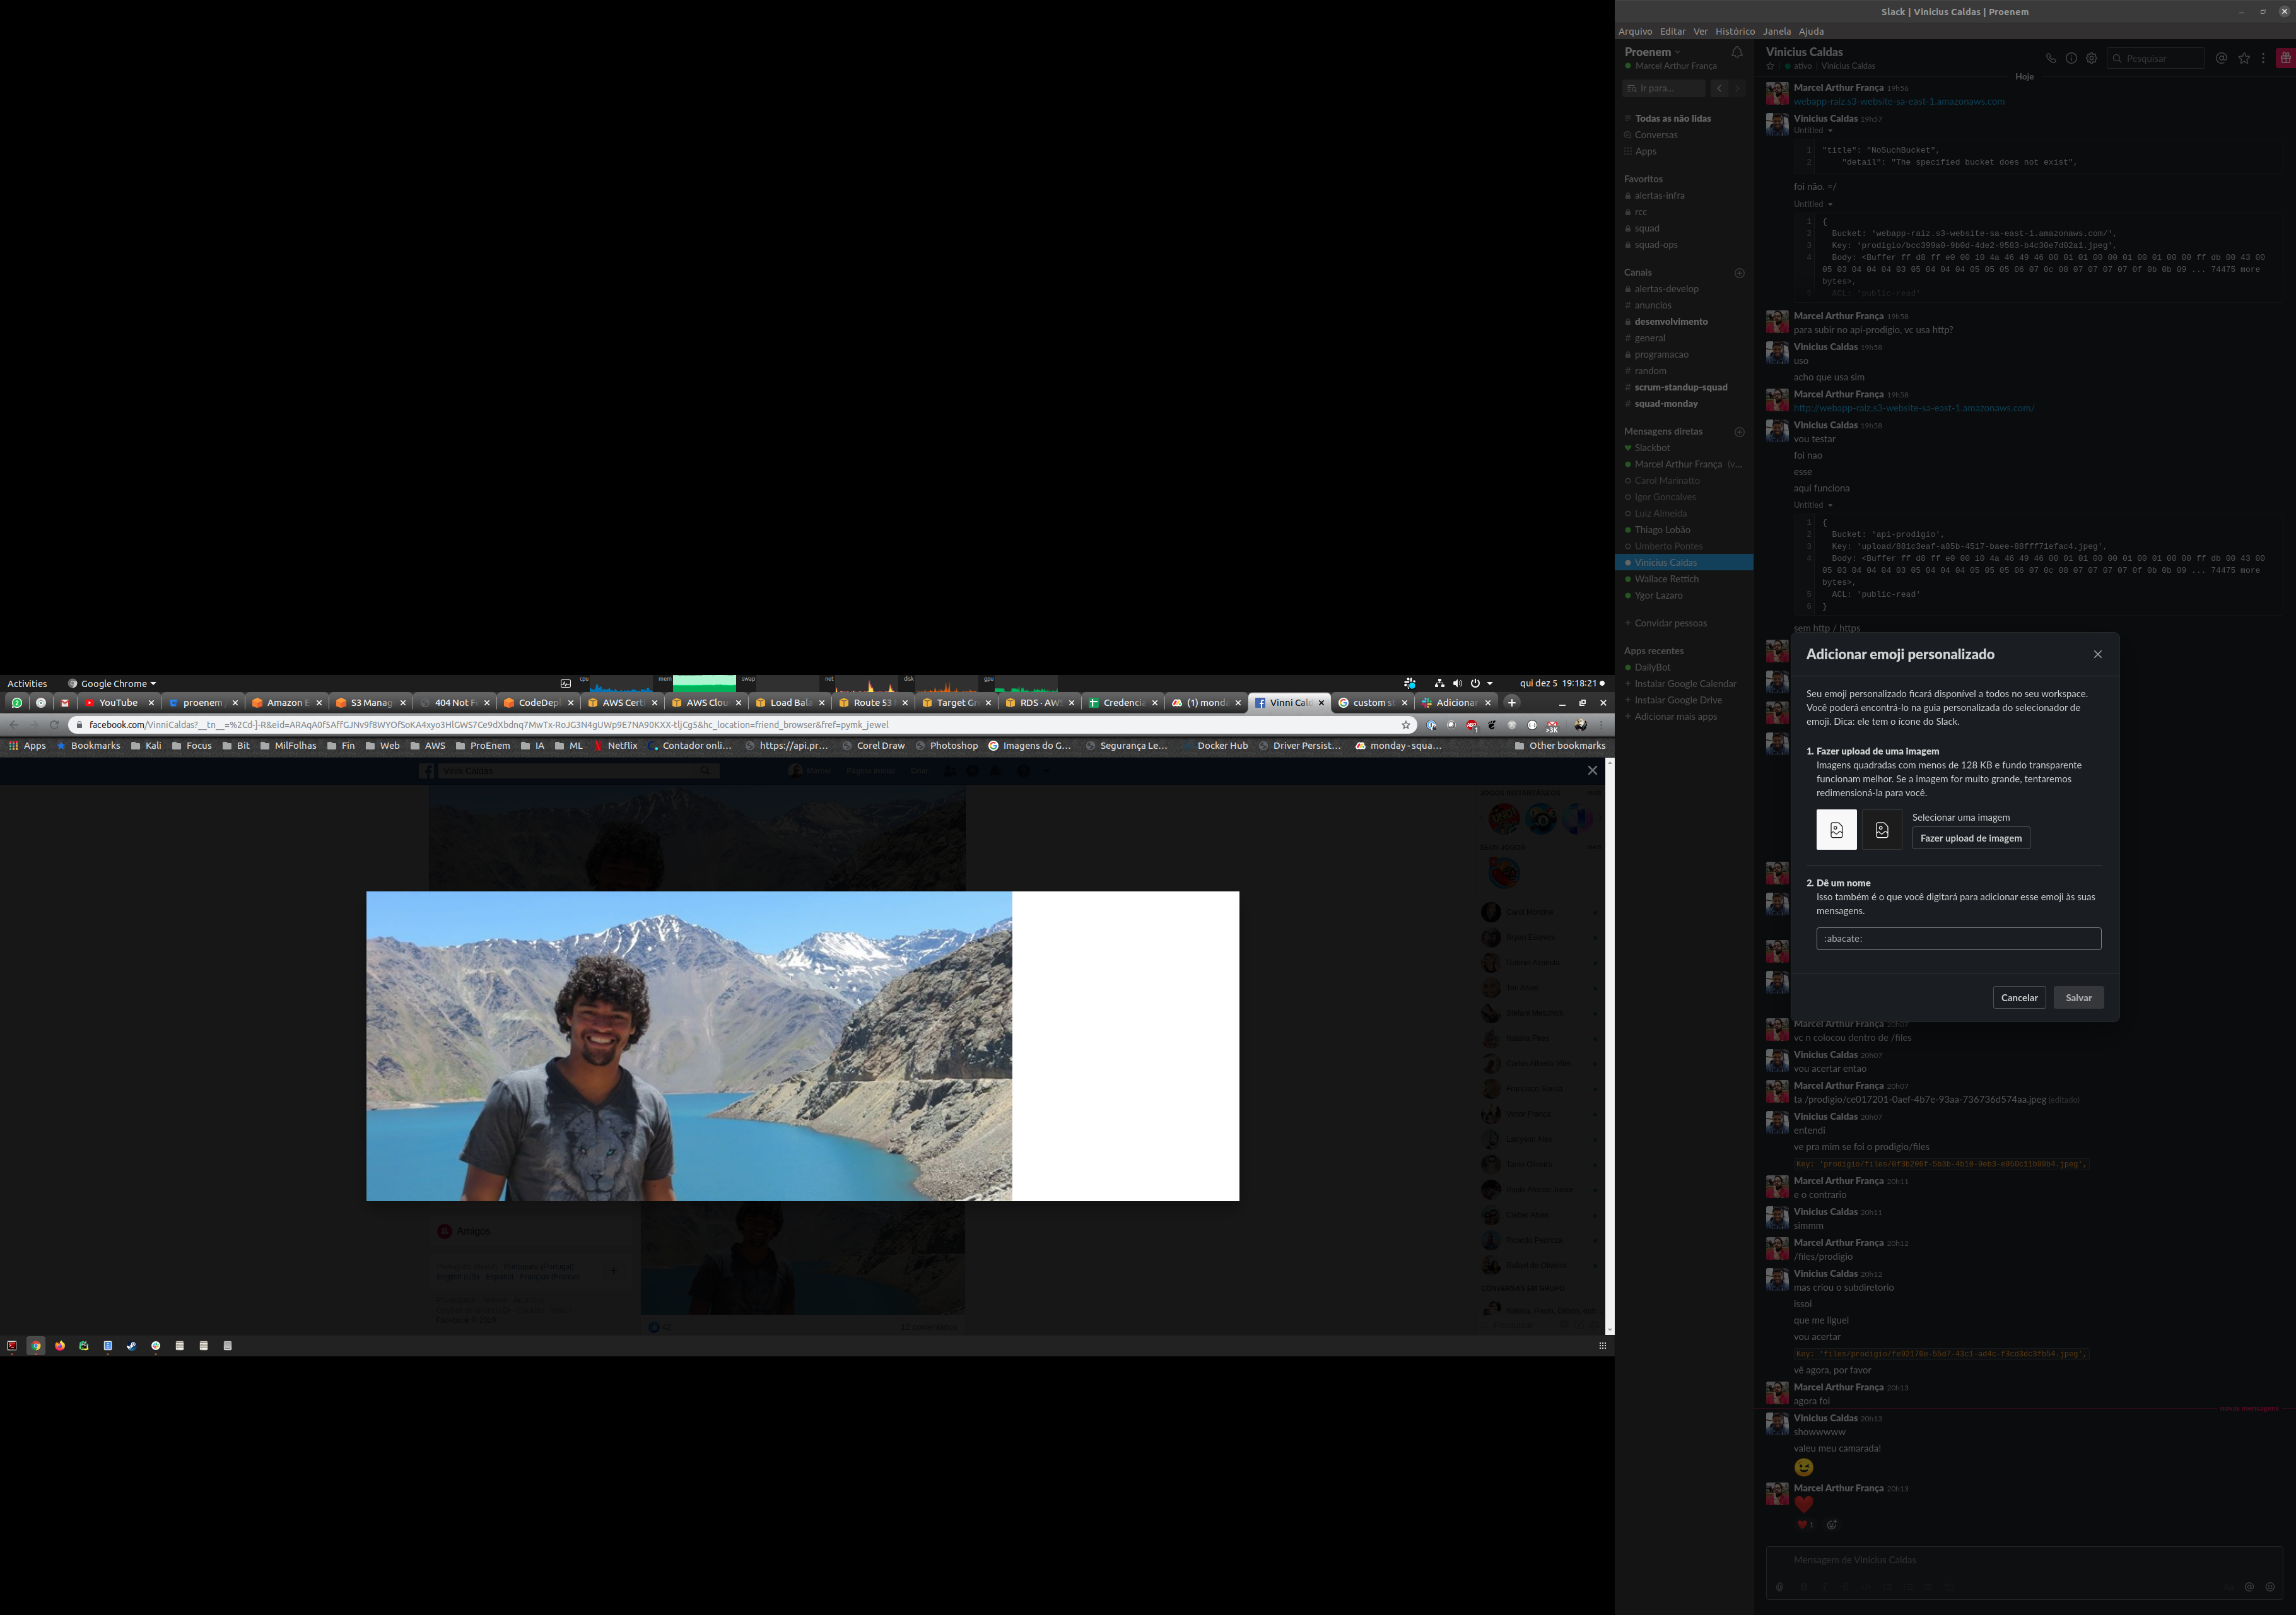 Activities
Google Chrome
cpu
mem
swap
net
disk
gpu
qui dez 5 19:18:21
YouTube
proenem
Amazon E
S3 Manag
404 Not F
CodeDepl
AWS Certi
AWS Clou
Load Bala
Route 53
Target Gr
RDS · AW
Credencia
(1) monda
Vinni Cald
custom st
Adicionar
facebook.com/VinniCaldas?
Apps
Bookmarks
Kali
Focus
Bit
MilFolhas
Fin
Web
AWS
ProEnem
IA
ML
Netflix
Contador onli...
https://api.pr...
Corel Draw
Photoshop
Imagens do G...
Segurança Le...
Docker Hub
Driver Persist...
monday-squa...
Other bookmarks
Vinni Caldas
Marcel
Página inicial
Criar
Amigos
Slack | Vinicius Caldas | Proenem
Arquivo Editar Ver Histórico Janela Ajuda
Proenem
Marcel Arthur França
Ir para...
Todas as não lidas
Conversas
Apps
Favoritos
alertas-infra
rcc
squad
squad-ops
Canais
alertas-develop
anuncios
desenvolvimento
general
programacao
random
scrum-standup-squad
squad-monday
Mensagens diretas
Slackbot
Marcel Arthur França (v...
Carol Marinatto
Igor Goncalves
Luiz Almeida
Thiago Lobão
Umberto Pontes
Vinicius Caldas
Wallace Rettich
Ygor Lazaro
+ Convidar pessoas
Apps recentes
DailyBot
+ Instalar Google Calendar
+ Instalar Google Drive
+ Adicionar mais apps
Vinicius Caldas
ativo | Vinicius Caldas
Pesquisar
Hoje
Marcel Arthur França 19h56
webapp-raiz.s3-website-sa-east-1.amazonaws.com
Vinicius Caldas 19h57
Untitled
1 "title": "NoSuchBucket",
2 "detail": "The specified bucket does not exist",
foi não. =/
Untitled
1 {
2 Bucket: 'webapp-raiz.s3-website-sa-east-1.amazonaws.com/',
3 Key: 'prodigio/bcc399a0-9b0d-4de2-9583-b4c30e7d02a1.jpeg',
4 Body: <Buffer ff d8 ff e0 00 10 4a 46 49 46 00 01 01 00 00 01 00 01 00 00 ff db 00 43 00
05 03 04 04 04 03 05 04 04 04 05 05 05 06 07 0c 08 07 07 07 07 0f 0b 0b 09 ... 74475 more
bytes>,
ACL: 'public-read'
Marcel Arthur França 19h58
para subir no api-prodigio, vc usa http?
Vinicius Caldas 19h58
uso
acho que usa sim
Marcel Arthur França 19h58
http://webapp-raiz.s3-website-sa-east-1.amazonaws.com/
Vinicius Caldas 19h58
vou testar
foi nao
esse
aqui funciona
Untitled
1 {
2 Bucket: 'api-prodigio',
3 Key: 'upload/881c3eaf-a85b-4517-baee-88fff71efac4.jpeg',
4 Body: <Buffer ff d8 ff e0 00 10 4a 46 49 46 00 01 01 00 00 01 00 01 00 00 ff db 00 43 00
05 03 04 04 04 03 05 04 04 04 05 05 05 06 07 0c 08 07 07 07 07 0f 0b 0b 09 ... 74475 more
bytes>,
5 ACL: 'public-read'
6 }
sem http / https
Adicionar emoji personalizado
Seu emoji personalizado ficará disponível a todos no seu workspace.
Você poderá encontrá-lo na guia personalizada do selecionador de
emoji. Dica: ele tem o ícone do Slack.
1. Fazer upload de uma imagem
Imagens quadradas com menos de 128 KB e fundo transparente
funcionam melhor. Se a imagem for muito grande, tentaremos
redimensioná-la para você.
Selecionar uma imagem
Fazer upload de imagem
2. Dê um nome
Isso também é o que você digitará para adicionar esse emoji às suas
mensagens.
:abacate:
Cancelar
Salvar
Marcel Arthur França 20h07
vc n colocou dentro de /files
Vinicius Caldas 20h07
vou acertar entao
Marcel Arthur França 20h07
ta /prodigio/ce017201-0aef-4b7e-93aa-736736d574aa.jpeg (editado)
Vinicius Caldas 20h07
entendi
ve pra mim se foi o prodigio/files
Key: 'prodigio/files/0f3b206f-5b3b-4b10-9eb3-e950c11b99b4.jpeg',
Marcel Arthur França 20h11
e o contrario
Vinicius Caldas 20h11
simmm
Marcel Arthur França 20h12
/files/prodigio
Vinicius Caldas 20h12
mas criou o subdiretorio
issoi
que me liguei
vou acertar
Key: 'files/prodigio/fe92170e-55d7-43c1-ad4c-f3cd3dc3fb54.jpeg',
vê agora, por favor
Marcel Arthur França 20h13
agora foi
novas mensagens
Vinicius Caldas 20h13
showwwww
valeu meu camarada!
Marcel Arthur França 20h13
1
Mensagem de Vinicius Caldas